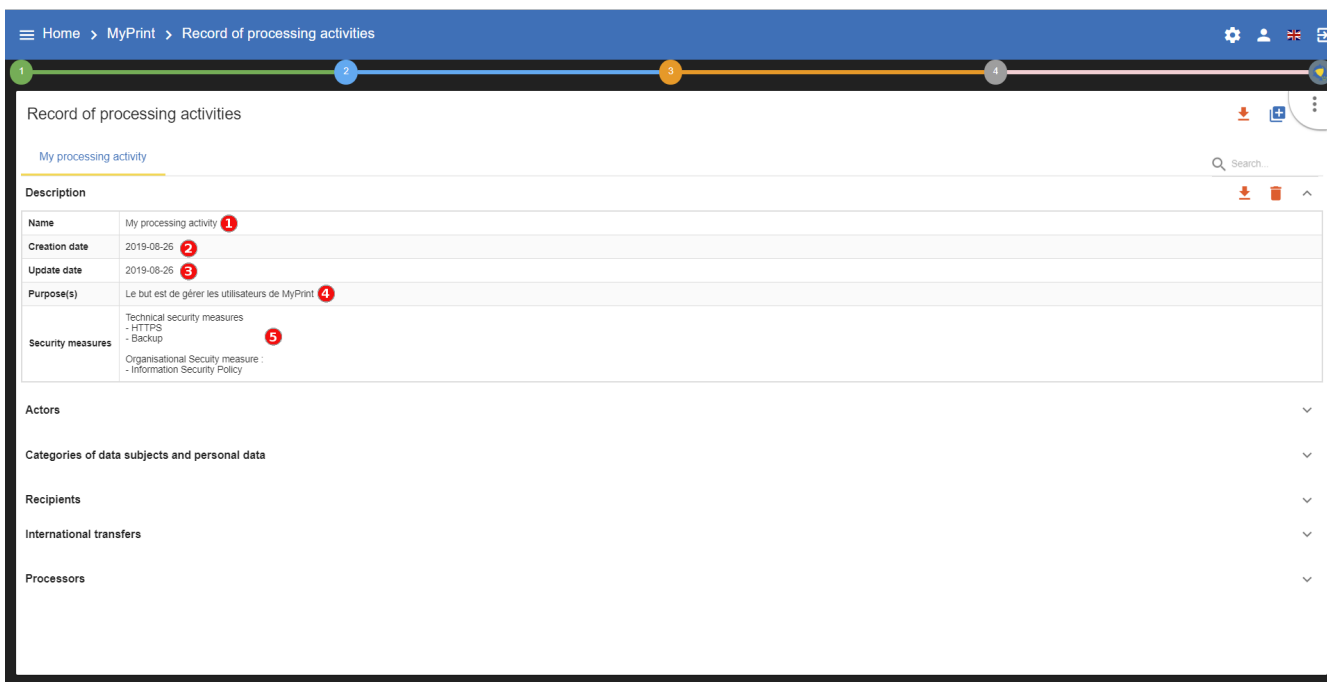 Home > MyPrint > Record of processing activities
1 2 3 4
Record of processing activities
My processing activity
Search...
Description
Name My processing activity 1
Creation date 2019-08-26 2
Update date 2019-08-26 3
Purpose(s) Le but est de gérer les utilisateurs de MyPrint 4
Technical security measures
- HTTPS
Security measures - Backup 5
Organisational Secuity measure :
- Information Security Policy
Actors
Categories of data subjects and personal data
Recipients
International transfers
Processors